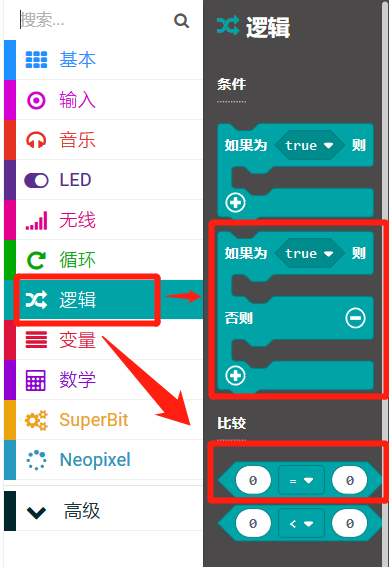 搜索...
基本
输入
音乐
LED
无线
循环
逻辑
变量
数学
SuperBit
Neopixel
高级
逻辑
条件
如果为 true 则
如果为 true 则
否则
比较
0 = 0
0 < 0